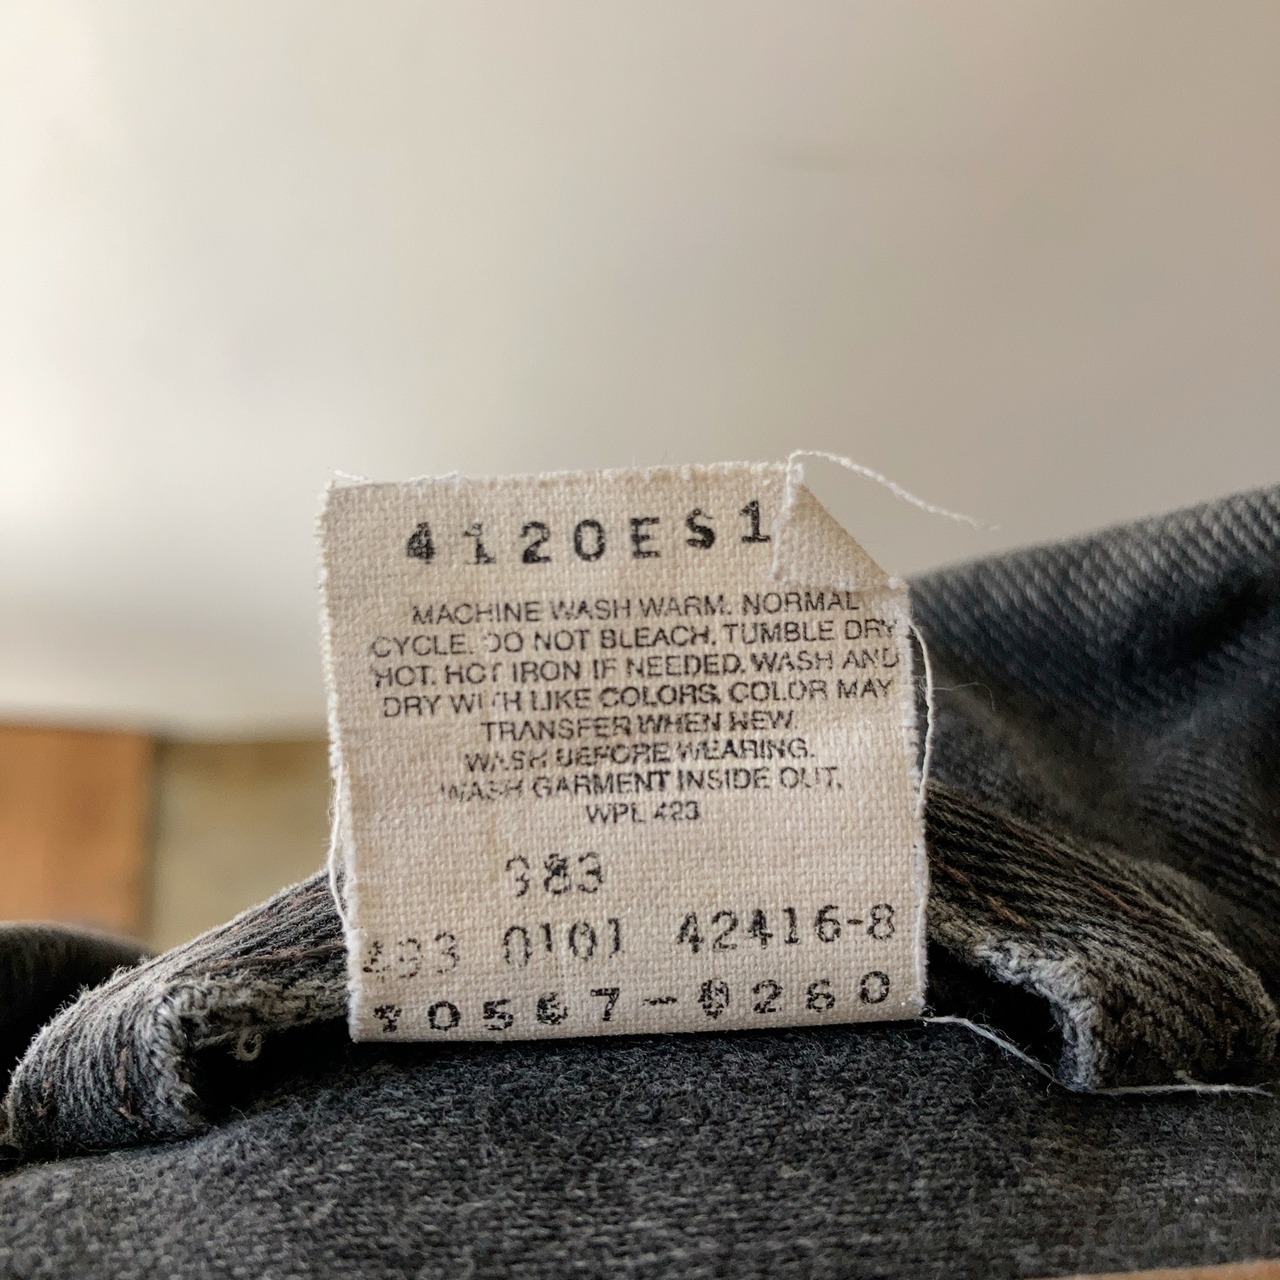 4120ES1
MACHINE WASH WARM. NORMAL
CYCLE. DO NOT BLEACH. TUMBLE DRY
HOT. HOT IRON IF NEEDED. WASH AND
DRY WITH LIKE COLORS. COLOR MAY
TRANSFER WHEN NEW.
WASH BEFORE WEARING.
WASH GARMENT INSIDE OUT.
WPL 423
383
0101 42416-8